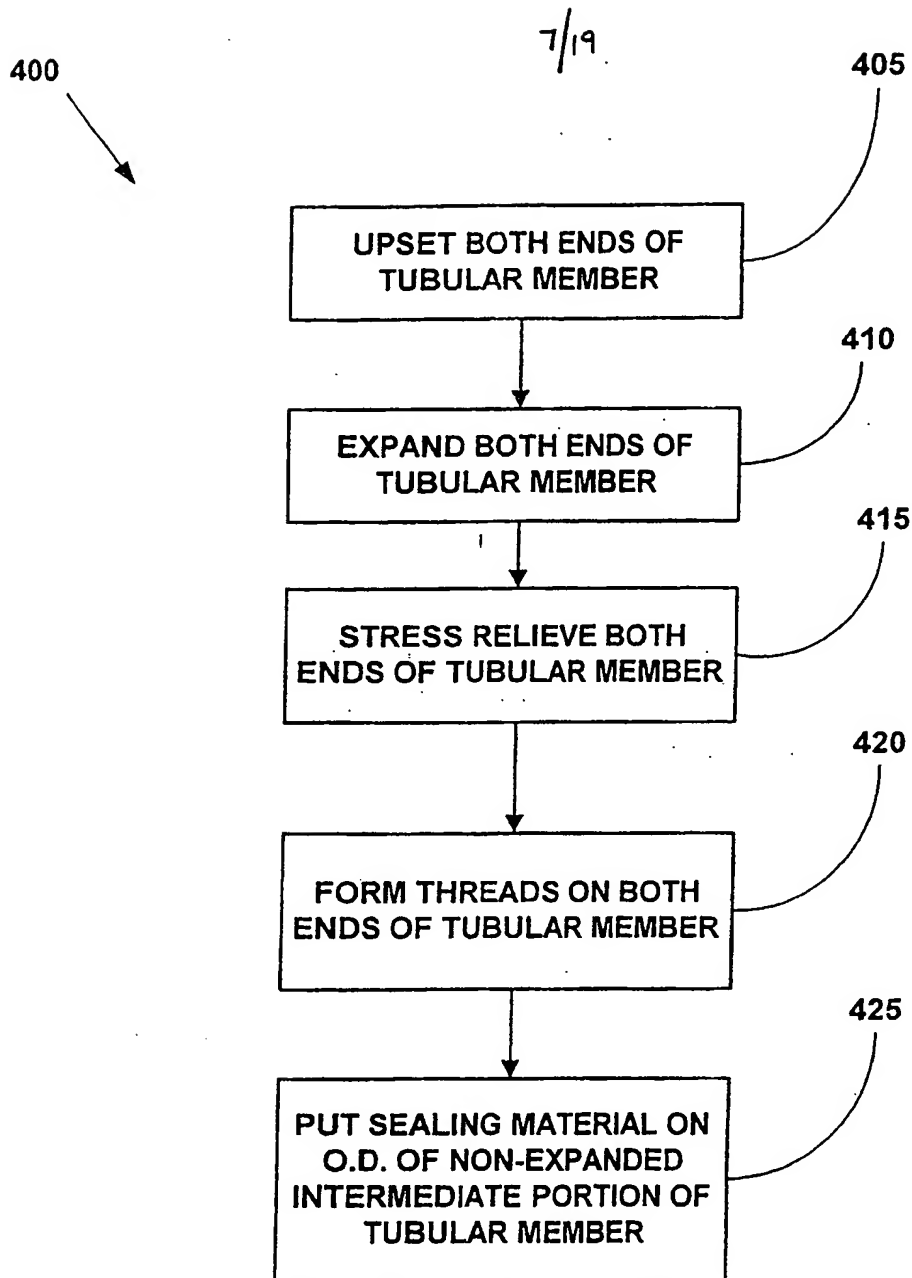 7/19
400
405
UPSET BOTH ENDS OF
TUBULAR MEMBER
410
EXPAND BOTH ENDS OF
TUBULAR MEMBER
415
STRESS RELIEVE BOTH
ENDS OF TUBULAR MEMBER
420
FORM THREADS ON BOTH
ENDS OF TUBULAR MEMBER
425
PUT SEALING MATERIAL ON
O.D. OF NON-EXPANDED
INTERMEDIATE PORTION OF
TUBULAR MEMBER